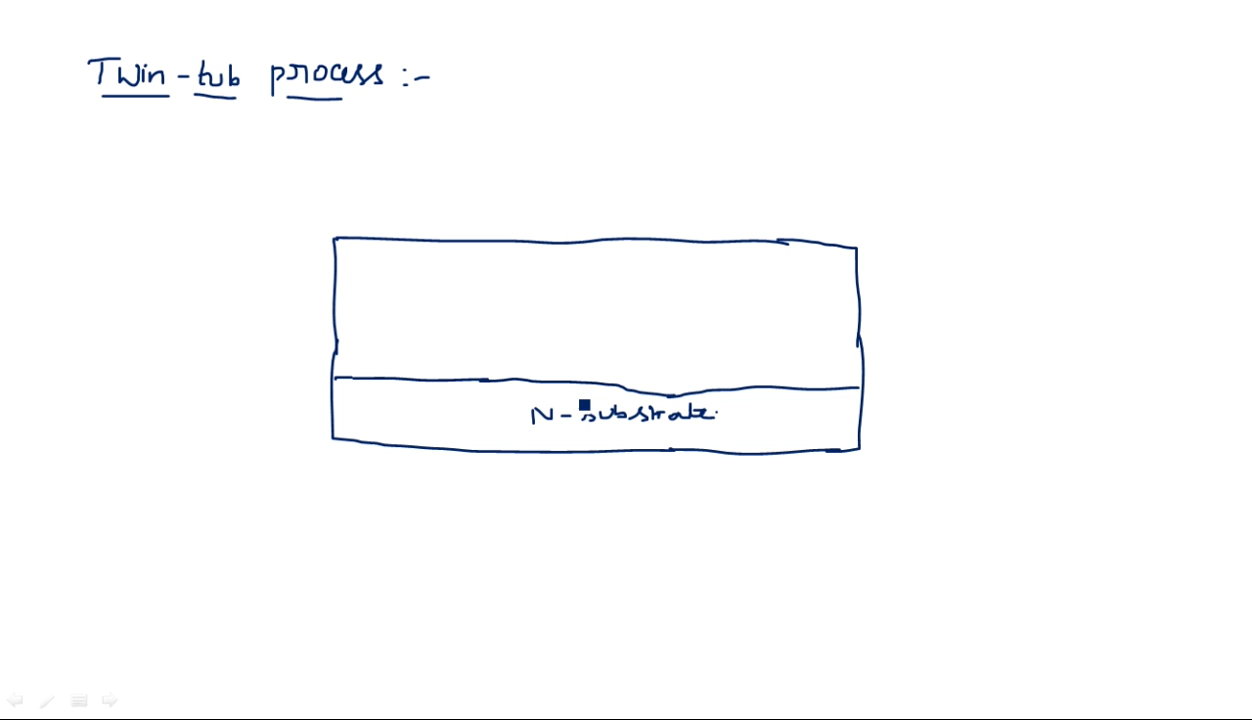 Twin-tub process :-
N-substrate.